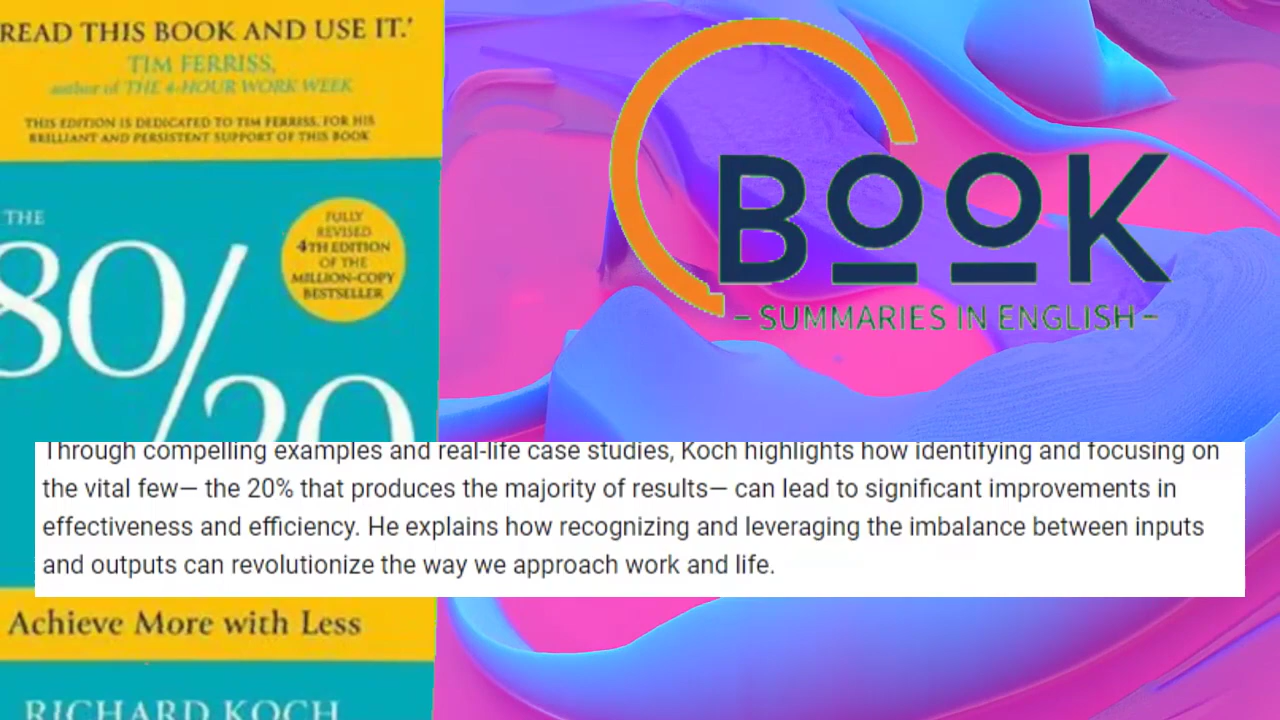 READ THIS BOOK AND USE IT.'
TIM FERRISS,
author of THE 4-HOUR WORK WEEK
THIS EDITION IS DEDICATED TO TIM FERRISS, FOR HIS
BRILLIANT AND PERSISTENT SUPPORT OF THIS BOOK
THE
80/20
FULLY
REVISED
4TH EDITION
OF THE
MILLION-COPY
BESTSELLER
BOOK
– SUMMARIES IN ENGLISH –
Through compelling examples and real-life case studies, Koch highlights how identifying and focusing on
the vital few— the 20% that produces the majority of results— can lead to significant improvements in
effectiveness and efficiency. He explains how recognizing and leveraging the imbalance between inputs
and outputs can revolutionize the way we approach work and life.
Achieve More with Less
RICHARD KOCH